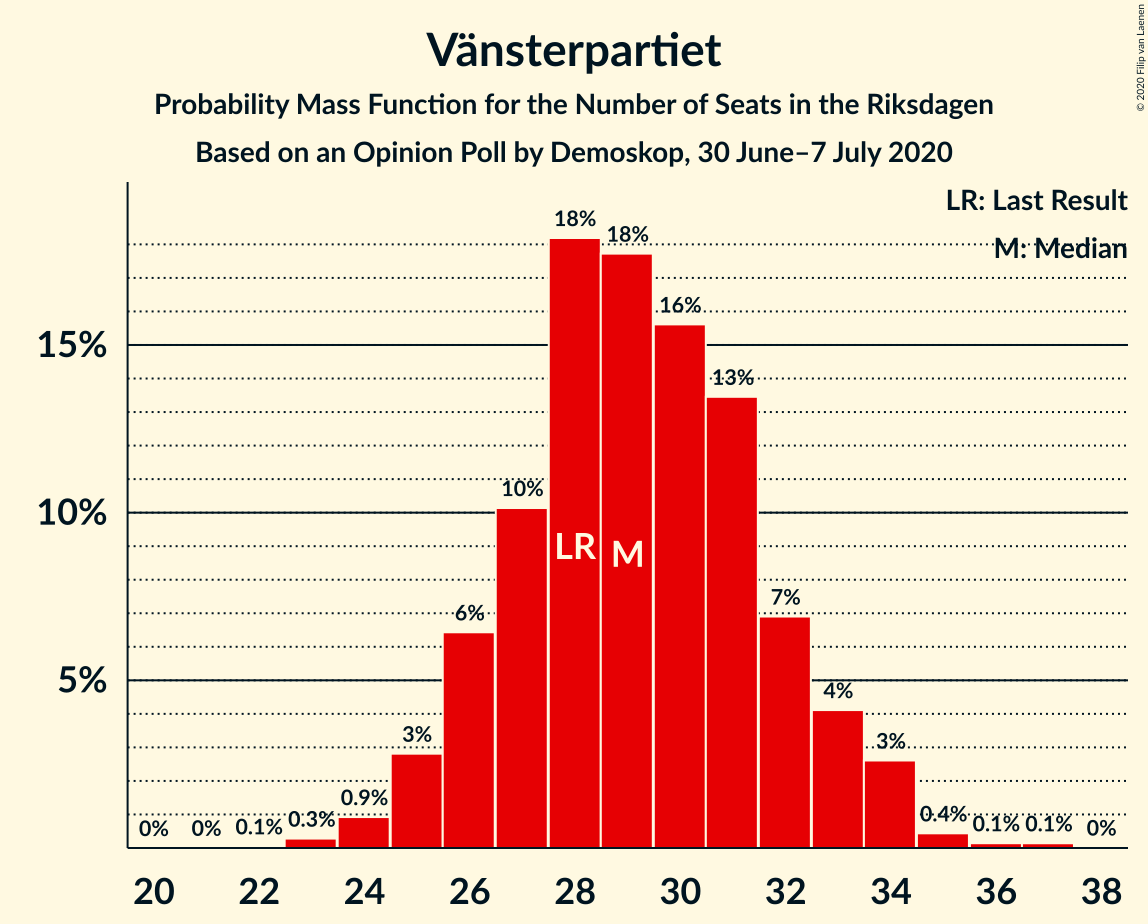 Vänsterpartiet
Probability Mass Function for the Number of Seats in the Riksdagen
Based on an Opinion Poll by Demoskop, 30 June–7 July 2020
© 2020 Filip van Laenen
LR: Last Result
M: Median
15%
10%
5%
0%
0%
0.1%
0.3%
0.9%
3%
6%
10%
18%
18%
16%
13%
7%
4%
3%
0.4%
0.1%
0.1%
0%
LR
M
20 22 24 26 28 30 32 34 36 38